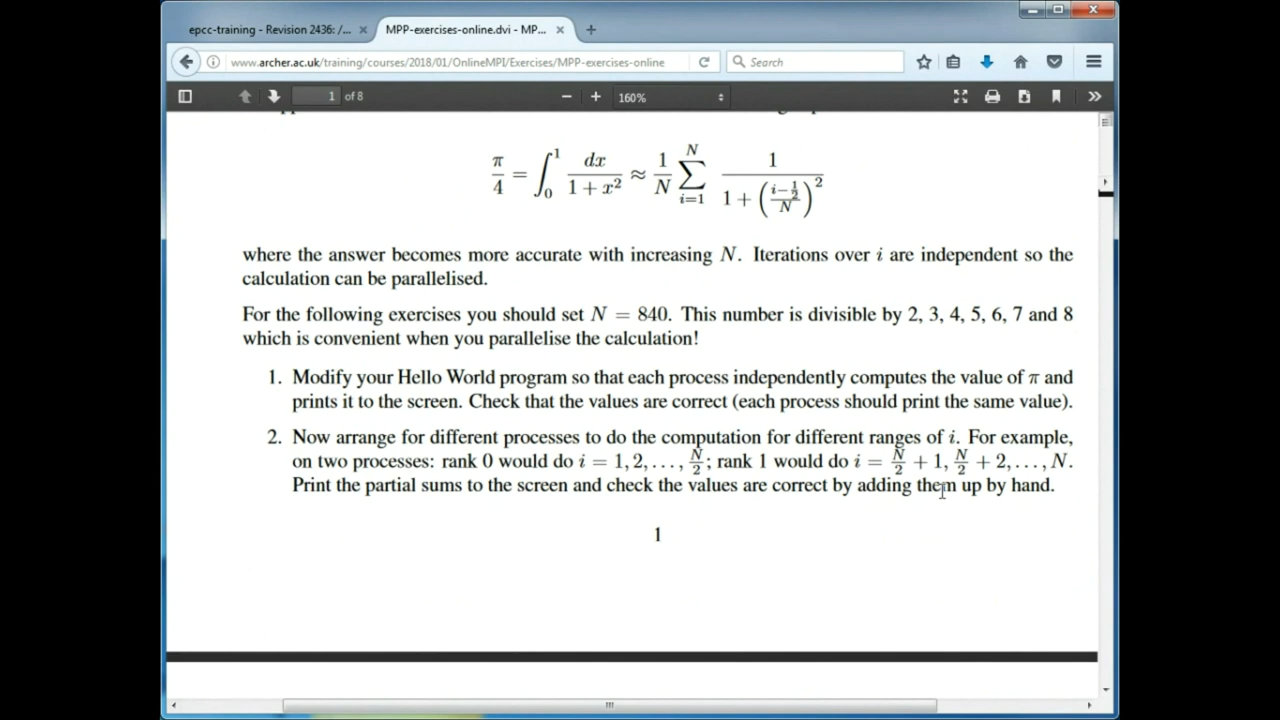 epcc-training - Revision 2436: /...
MPP-exercises-online.dvi - MP...
www.archer.ac.uk/training/courses/2018/01/OnlineMPI/Exercises/MPP-exercises-online
Search
1 of 8
160%
π/4 = ∫₀¹ dx/(1 + x²) ≈ 1/N ∑_{i=1}^{N} 1/(1 + ((i−½)/N)²)
where the answer becomes more accurate with increasing N. Iterations over i are independent so the
calculation can be parallelised.
For the following exercises you should set N = 840. This number is divisible by 2, 3, 4, 5, 6, 7 and 8
which is convenient when you parallelise the calculation!
1. Modify your Hello World program so that each process independently computes the value of π and
prints it to the screen. Check that the values are correct (each process should print the same value).
2. Now arrange for different processes to do the computation for different ranges of i. For example,
on two processes: rank 0 would do i = 1, 2, . . . , N/2; rank 1 would do i = N/2 + 1, N/2 + 2, . . . , N.
Print the partial sums to the screen and check the values are correct by adding them up by hand.
1